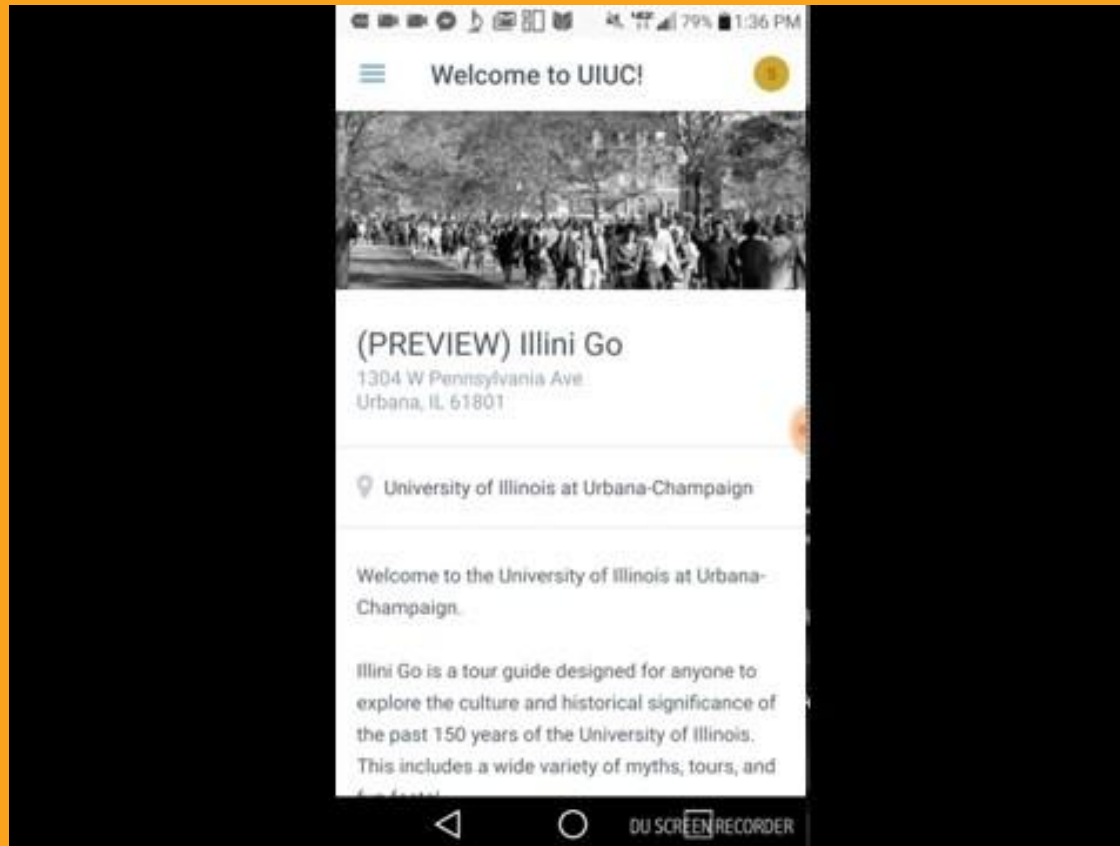 79% 1:36 PM
Welcome to UIUC!
(PREVIEW) Illini Go
1304 W Pennsylvania Ave
Urbana, IL 61801
University of Illinois at Urbana-Champaign
Welcome to the University of Illinois at Urbana-
Champaign.
Illini Go is a tour guide designed for anyone to
explore the culture and historical significance of
the past 150 years of the University of Illinois.
This includes a wide variety of myths, tours, and
DU SCREEN RECORDER